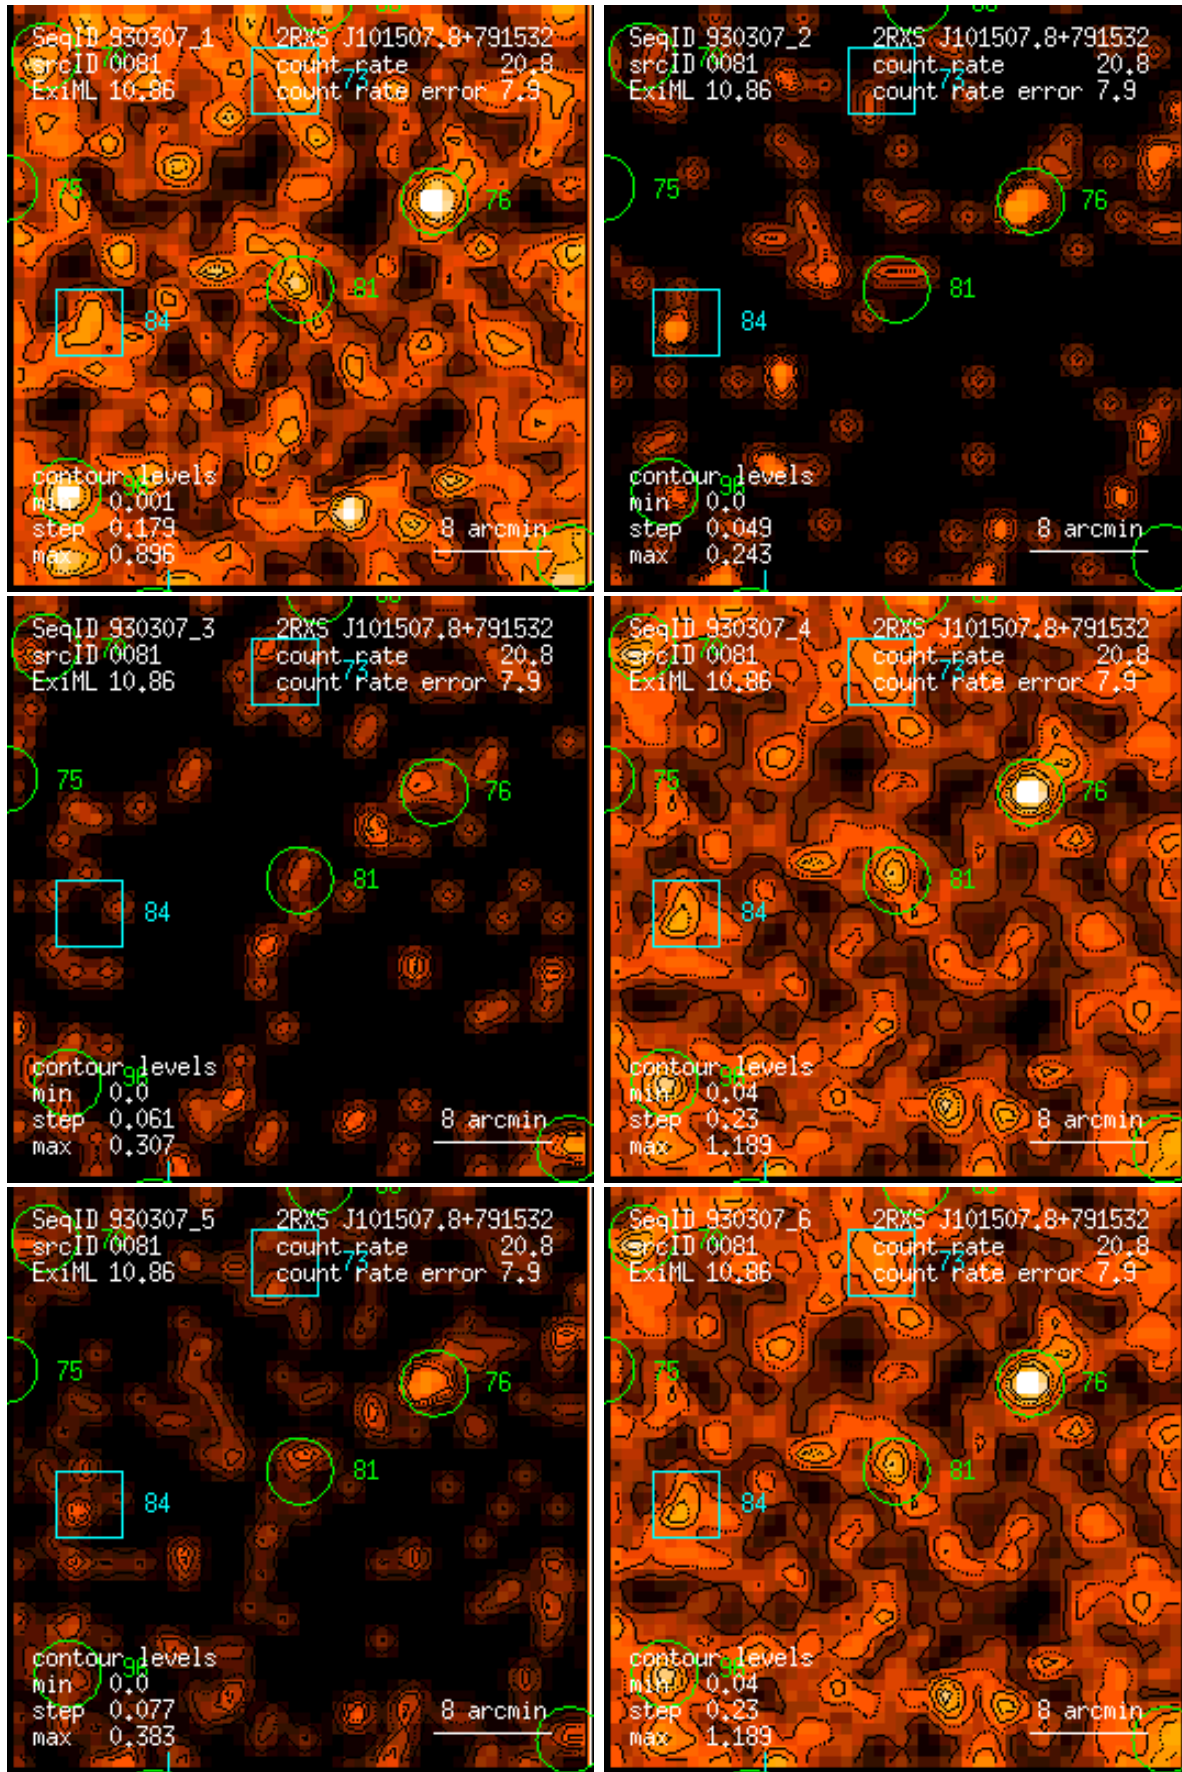 SeqID 930307_1 2RXS J101507.8+791532
srcID 0081 count rate 20.8
ExiML 10.86 count rate error 7.9
70
73
75
76
81
84
contour levels
min 0.001
step 0.179
max 0.896
8 arcmin
SeqID 930307_2 2RXS J101507.8+791532
srcID 0081 count rate 20.8
ExiML 10.86 count rate error 7.9
73
75
76
81
84
contour levels
min 0.0
step 0.049
max 0.243
8 arcmin
SeqID 930307_3 2RXS J101507.8+791532
srcID 0081 count rate 20.8
ExiML 10.86 count rate error 7.9
73
75
76
81
84
contour levels
min 0.0
step 0.061
max 0.307
8 arcmin
SeqID 930307_4 2RXS J101507.8+791532
srcID 0081 count rate 20.8
ExiML 10.86 count rate error 7.9
73
75
76
81
84
contour levels
min 0.04
step 0.23
max 1.189
8 arcmin
SeqID 930307_5 2RXS J101507.8+791532
srcID 0081 count rate 20.8
ExiML 10.86 count rate error 7.9
73
75
76
81
84
contour levels
min 0.0
step 0.077
max 0.383
8 arcmin
SeqID 930307_6 2RXS J101507.8+791532
srcID 0081 count rate 20.8
ExiML 10.86 count rate error 7.9
73
75
76
81
84
contour levels
min 0.04
step 0.23
max 1.189
8 arcmin